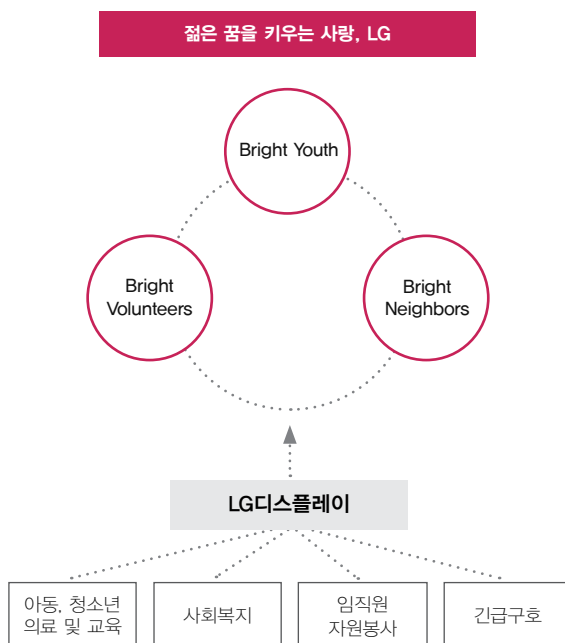 젊은 꿈을 키우는 사랑, LG
Bright Youth
Bright
Volunteers
Bright
Neighbors
LG디스플레이
아동, 청소년
의료 및 교육
사회복지
임직원
자원봉사
긴급구호